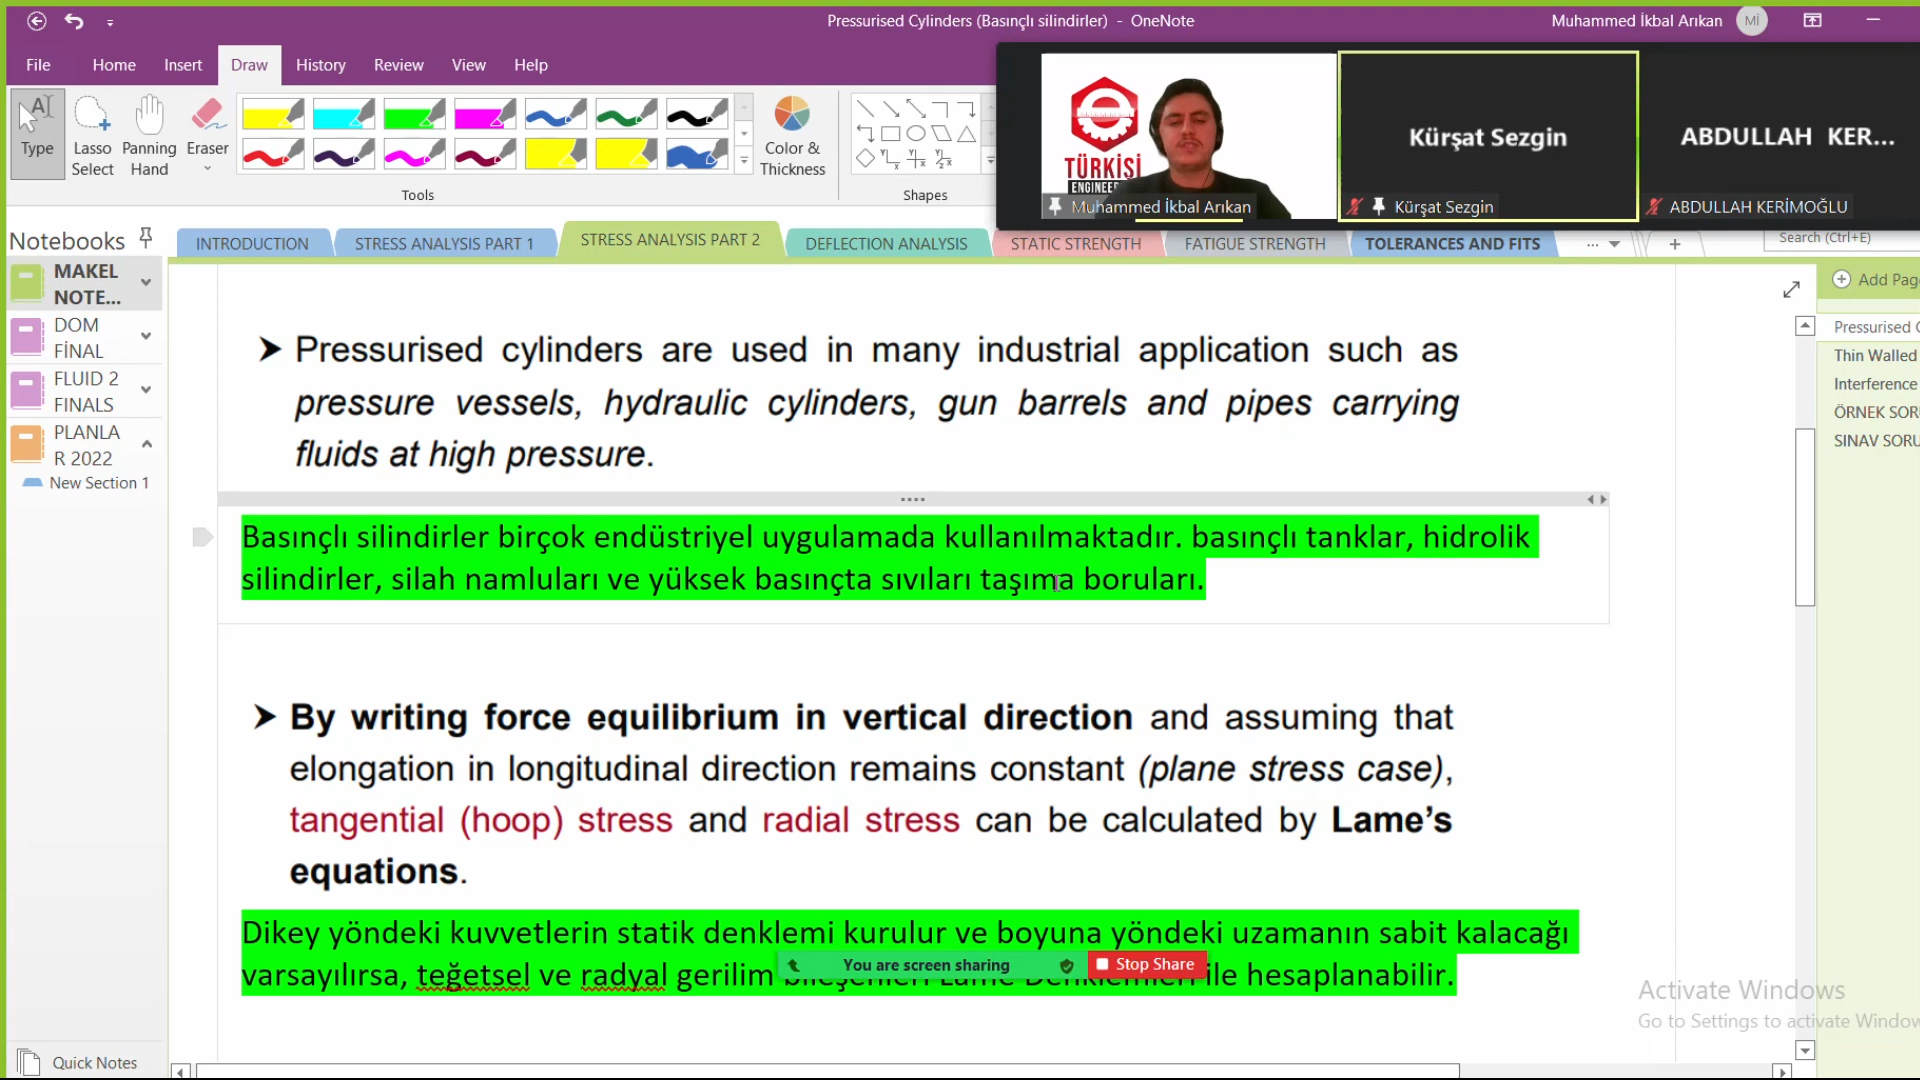 Pressurised Cylinders (Basınçlı silindirler) - OneNote
Muhammed İkbal Arıkan
Mİ
File
Home
Insert
Draw
History
Review
View
Help
Type
Lasso
Select
Panning
Hand
Eraser
Color &
Thickness
Tools
Shapes
TÜRKİŞİ
Muhammed İkbal Arıkan
Kürşat Sezgin
Kürşat Sezgin
ABDULLAH KER...
ABDULLAH KERİMOĞLU
Notebooks
INTRODUCTION
STRESS ANALYSIS PART 1
STRESS ANALYSIS PART 2
DEFLECTION ANALYSIS
STATIC STRENGTH
FATIGUE STRENGTH
TOLERANCES AND FITS
...
Search (Ctrl+E)
MAKEL
NOTE...
DOM
FİNAL
FLUID 2
FINALS
PLANLA
R 2022
New Section 1
Quick Notes
➤ Pressurised cylinders are used in many industrial application such as
pressure vessels, hydraulic cylinders, gun barrels and pipes carrying
fluids at high pressure.
Basınçlı silindirler birçok endüstriyel uygulamada kullanılmaktadır. basınçlı tanklar, hidrolik
silindirler, silah namluları ve yüksek basınçta sıvıları taşıma boruları.
➤ By writing force equilibrium in vertical direction and assuming that
elongation in longitudinal direction remains constant (plane stress case),
tangential (hoop) stress and radial stress can be calculated by Lame's
equations.
Dikey yöndeki kuvvetlerin statik denklemi kurulur ve boyuna yöndeki uzamanın sabit kalacağı
varsayılırsa, teğetsel ve radyal gerilim bileşenleri Lame Denklemleri ile hesaplanabilir.
You are screen sharing
Stop Share
Add Pag
Pressurised C
Thin Walled
Interference
ÖRNEK SOR
SINAV SORU
Activate Windows
Go to Settings to activate Window